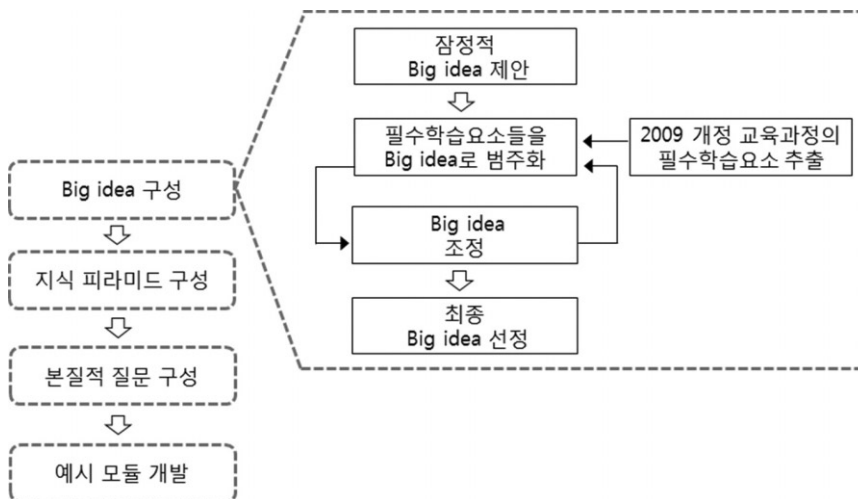 Big idea 구성
지식 피라미드 구성
본질적 질문 구성
예시 모듈 개발
잠정적
Big idea 제안
필수학습요소들을
Big idea로 범주화
2009 개정 교육과정의
필수학습요소 추출
Big idea
조정
최종
Big idea 선정